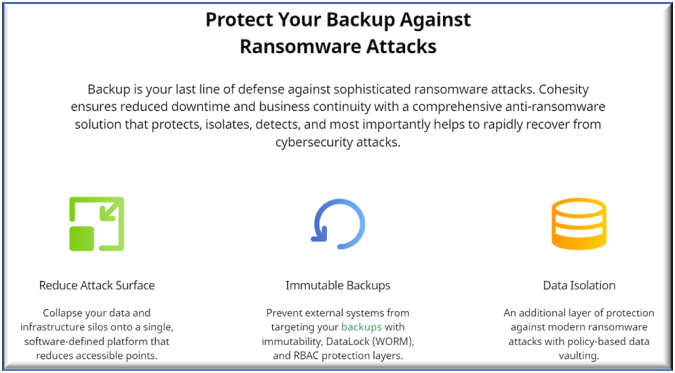 Protect Your Backup Against
Ransomware Attacks
Backup is your last line of defense against sophisticated ransomware attacks. Cohesity
ensures reduced downtime and business continuity with a comprehensive anti-ransomware
solution that protects, isolates, detects, and most importantly helps to rapidly recover from
cybersecurity attacks.
Reduce Attack Surface
Collapse your data and
infrastructure silos onto a single,
software-defined platform that
reduces accessible points.
Immutable Backups
Prevent external systems from
targeting your backups with
immutability, DataLock (WORM),
and RBAC protection layers.
Data Isolation
An additional layer of protection
against modern ransomware
attacks with policy-based data
vaulting.